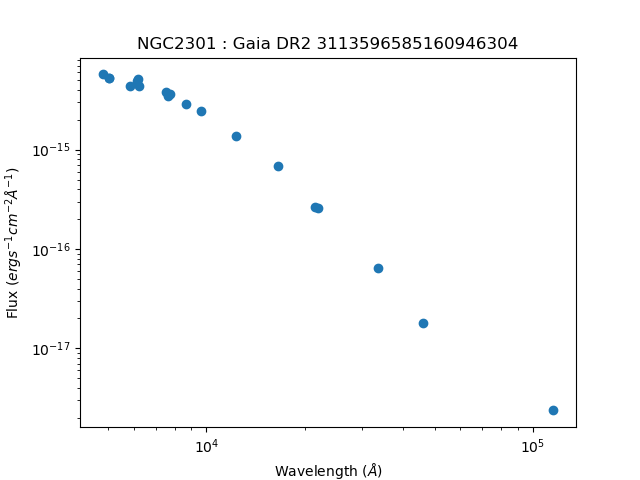 NGC2301 : Gaia DR2 3113596585160946304
Flux (ergs⁻¹cm⁻²Å⁻¹)
10⁻¹⁵
10⁻¹⁶
10⁻¹⁷
10⁴
10⁵
Wavelength (Å)